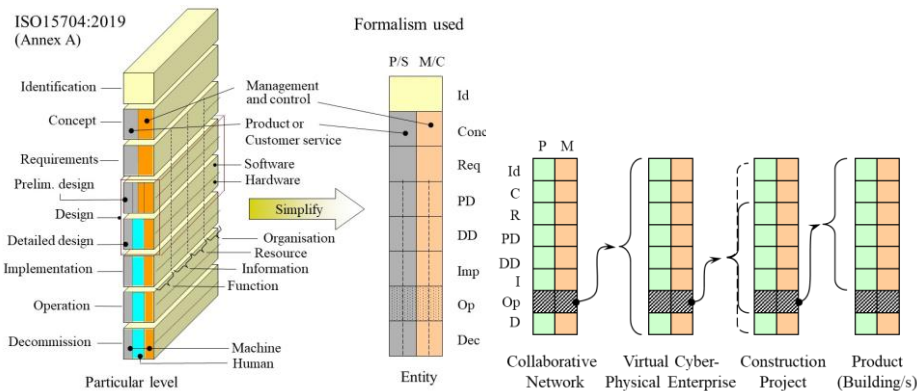 ISO15704:2019
(Annex A)
Identification
Concept
Requirements
Prelim. design
Design
Detailed design
Implementation
Operation
Decommission
Management
and control
Product or
Customer service
Software
Hardware
Organisation
Resource
Information
Function
Machine
Human
Particular level
Simplify
Formalism used
P/S M/C
Id
Conc
Req
PD
DD
Imp
Op
Dec
Entity
P M
Id
C
R
PD
DD
I
Op
D
Collaborative
Network
Virtual Cyber-
Physical Enterprise
Construction
Project
Product
(Building/s)